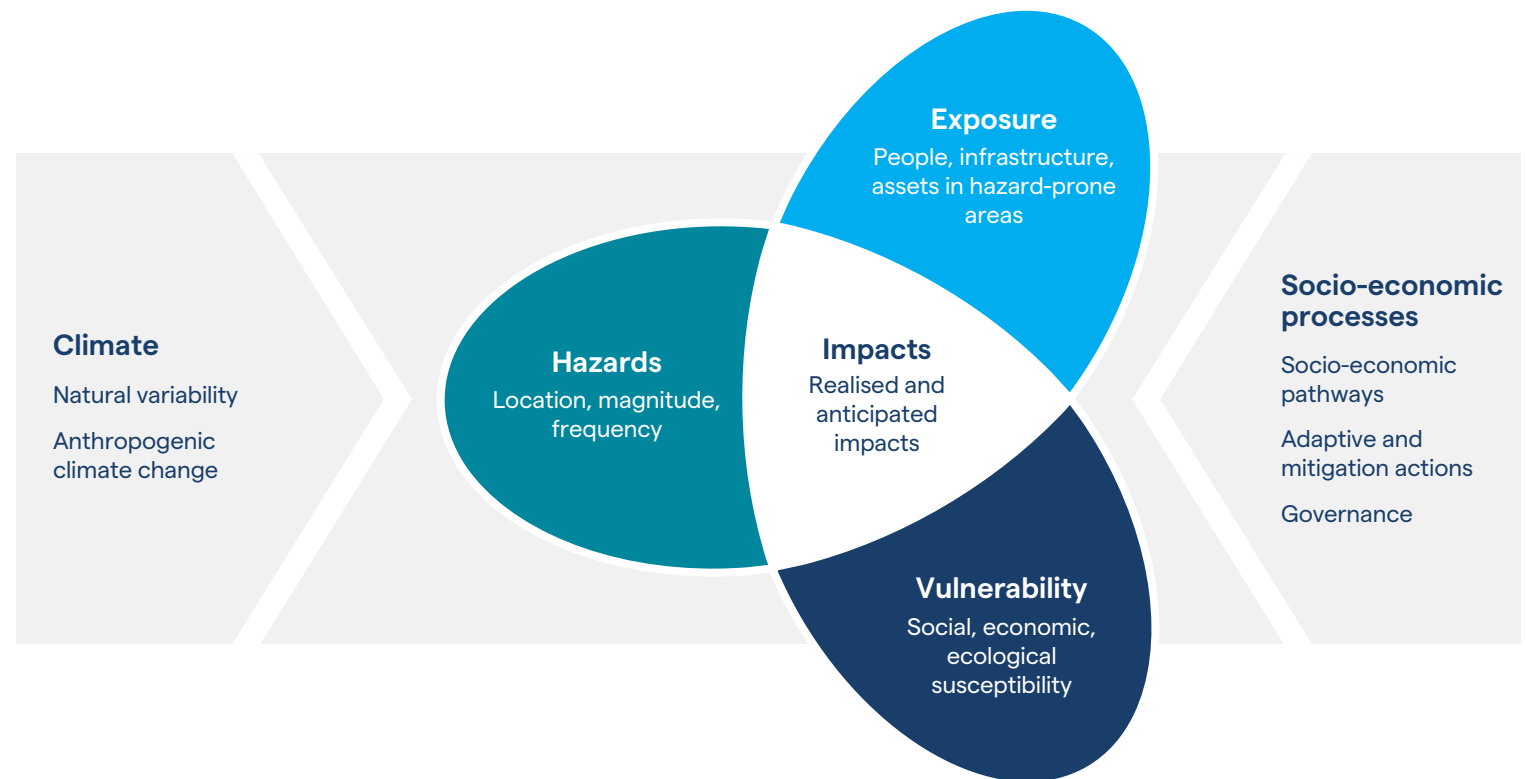 Climate
Natural variability
Anthropogenic
climate change
Hazards
Location, magnitude,
frequency
Exposure
People, infrastructure,
assets in hazard-prone
areas
Impacts
Realised and
anticipated
impacts
Vulnerability
Social, economic,
ecological
susceptibility
Socio-economic
processes
Socio-economic
pathways
Adaptive and
mitigation actions
Governance